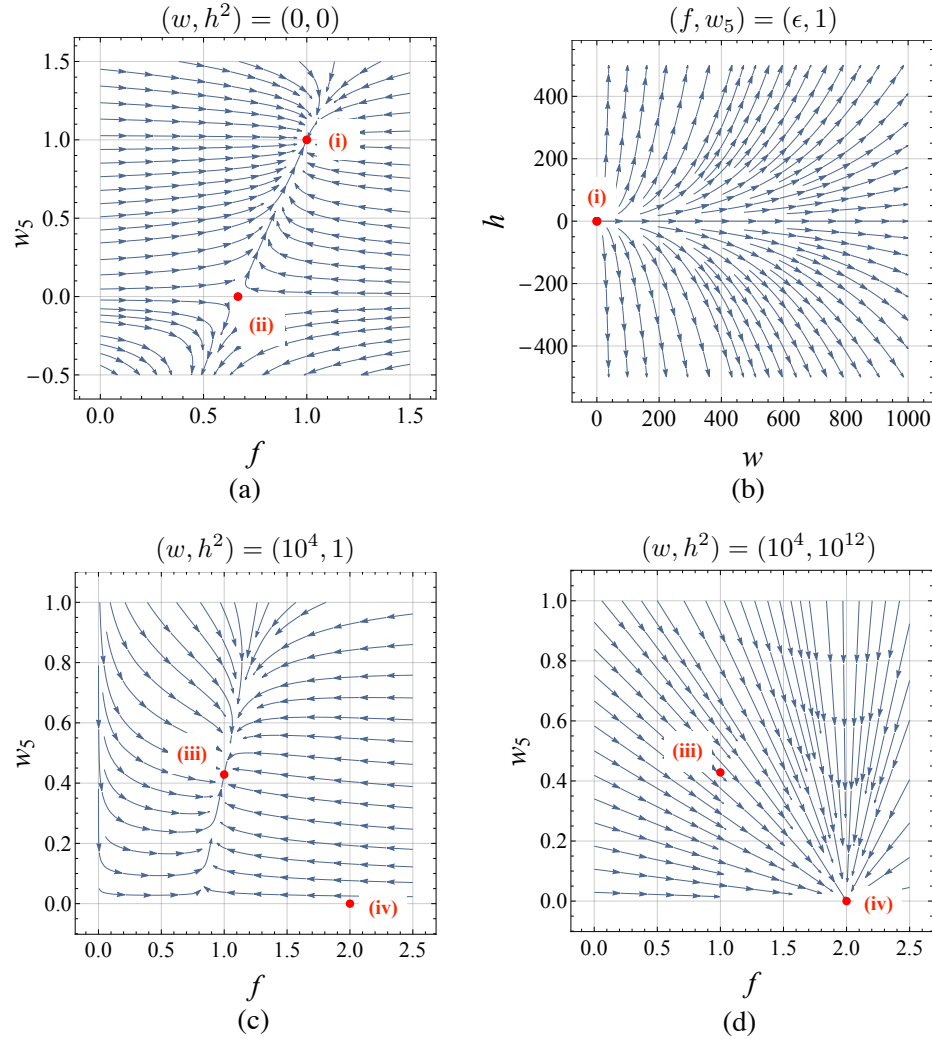 (w, h²) = (0, 0)
1.5
1.0
0.5
0.0
−0.5
w₅
(i)
(ii)
0.0 0.5 1.0 1.5
f
(a)
(f, w₅) = (ϵ, 1)
400
200
0
−200
−400
h
(i)
0 200 400 600 800 1000
w
(b)
(w, h²) = (10⁴, 1)
1.0
0.8
0.6
0.4
0.2
0.0
w₅
(iii)
(iv)
0.0 0.5 1.0 1.5 2.0 2.5
f
(c)
(w, h²) = (10⁴, 10¹²)
1.0
0.8
0.6
0.4
0.2
0.0
w₅
(iii)
(iv)
0.0 0.5 1.0 1.5 2.0 2.5
f
(d)